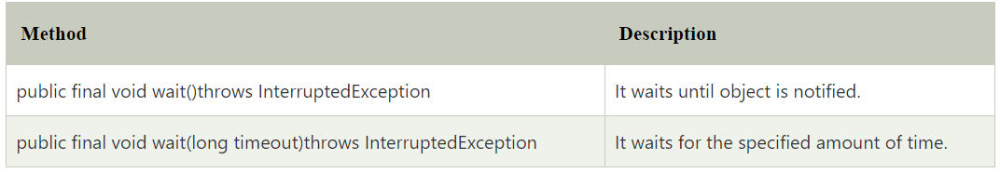 Method Description
public final void wait()throws InterruptedException It waits until object is notified.
public final void wait(long timeout)throws InterruptedException It waits for the specified amount of time.